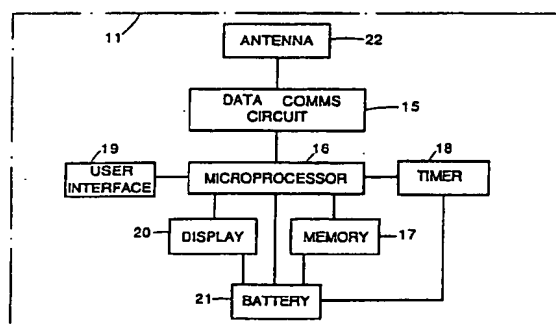 11
ANTENNA
22
DATA COMMS
CIRCUIT
15
19
16
18
USER
INTERFACE
MICROPROCESSOR
TIMER
20
DISPLAY
MEMORY
17
21
BATTERY